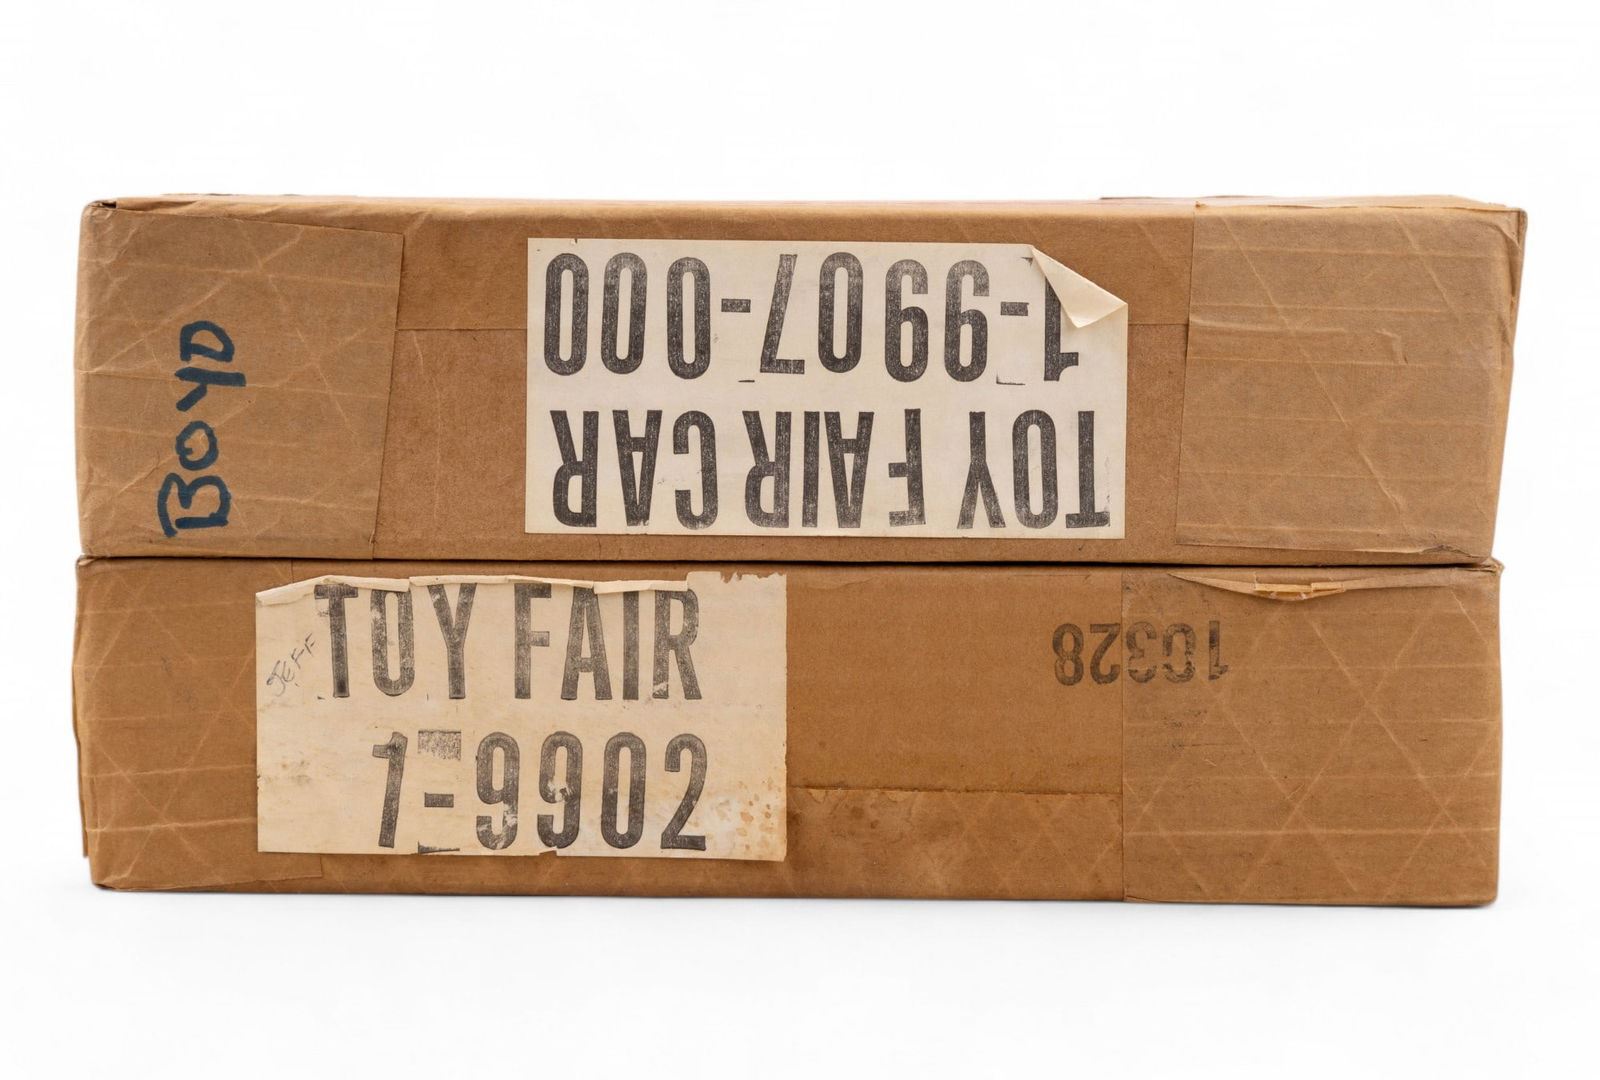 BOYD
TOY FAIR CAR
1-9907-000
JEFF
TOY FAIR
1-9902
10328